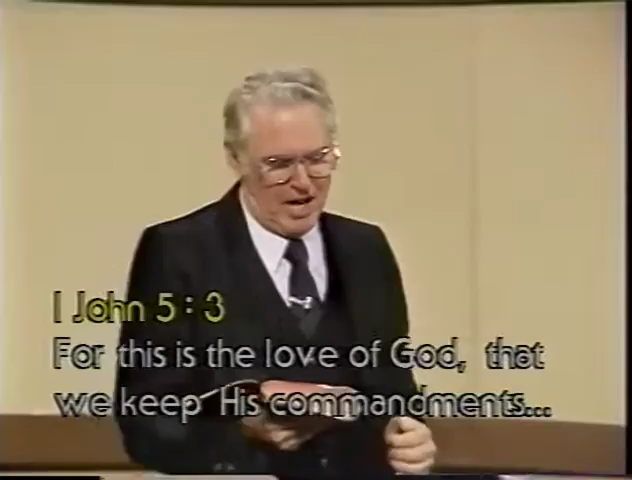 I John 5:3
For this is the love of God, that
we keep His commandments...